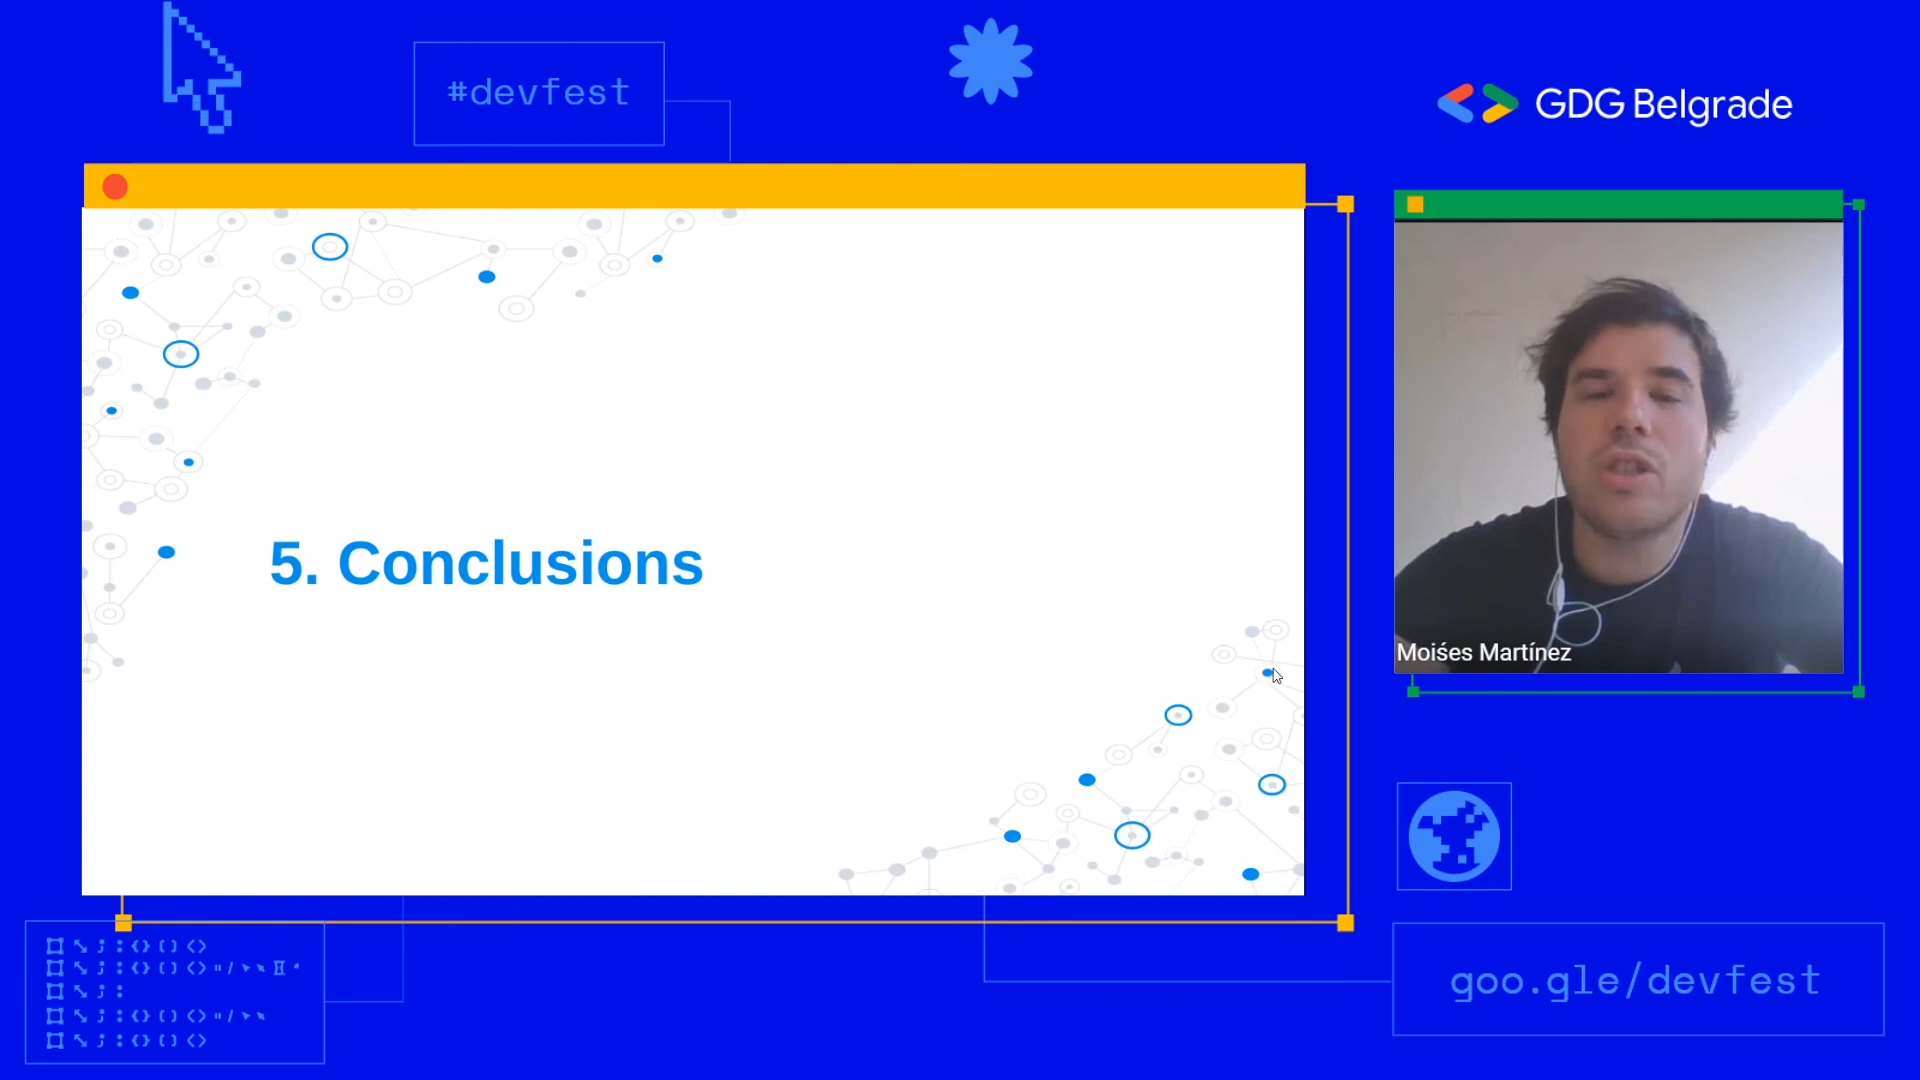 #devfest
GDG Belgrade
5. Conclusions
Moiśes Martínez
goo.gle/devfest